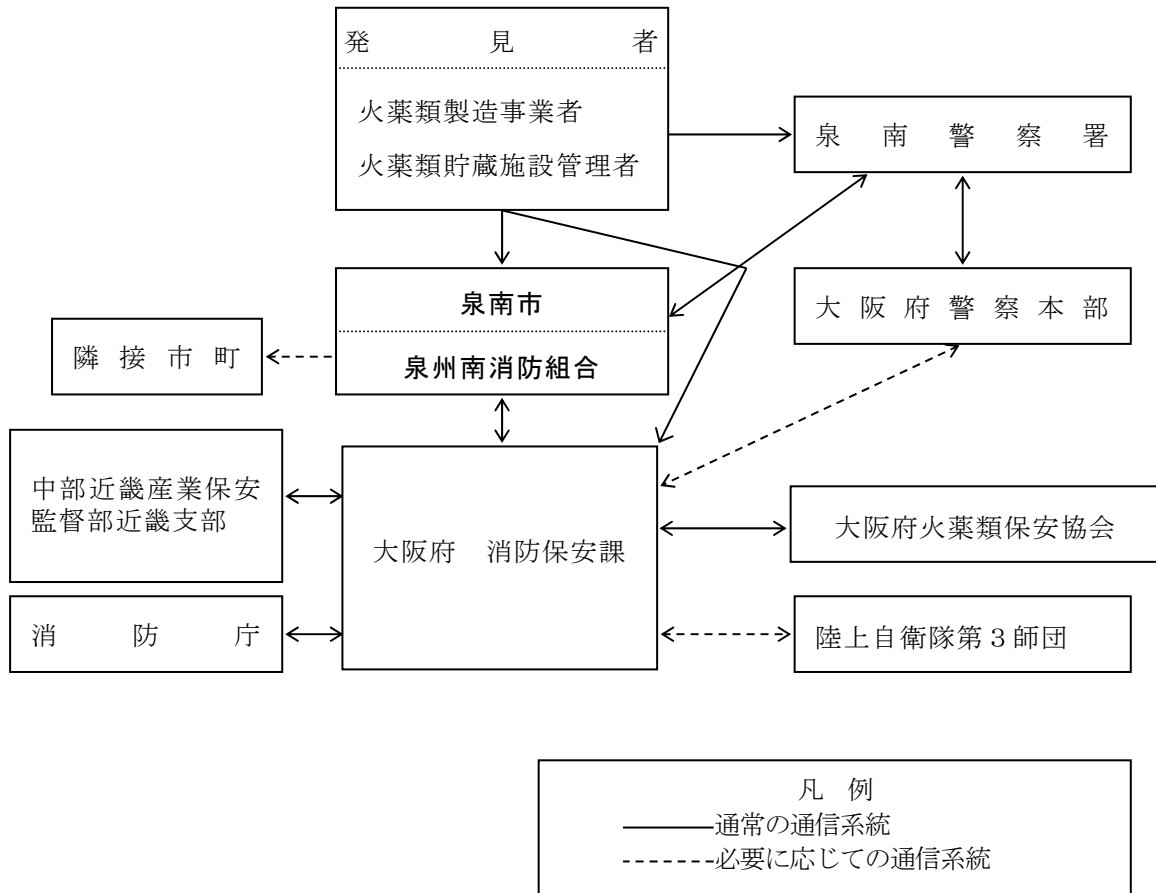 発見者
火薬類製造事業者
火薬類貯蔵施設管理者
泉南警察署
泉南市
泉州南消防組合
大阪府警察本部
隣接市町
中部近畿産業保安
監督部近畿支部
大阪府　消防保安課
大阪府火薬類保安協会
消防庁
陸上自衛隊第３師団
凡　例
通常の通信系統
必要に応じての通信系統